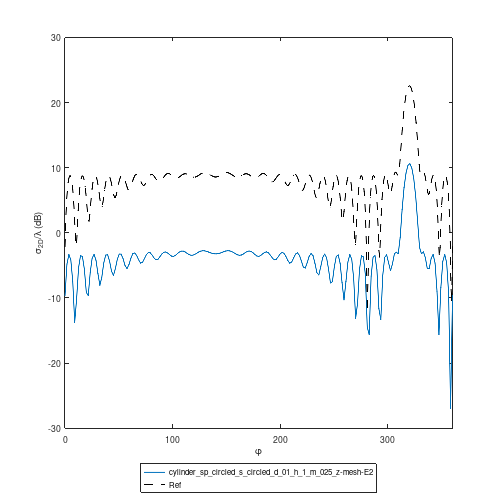 30
20
10
0
-10
-20
-30
σ2D/λ (dB)
0
100
200
300
φ
cylinder_sp_circled_s_circled_d_01_h_1_m_025_z-mesh-E2
Ref